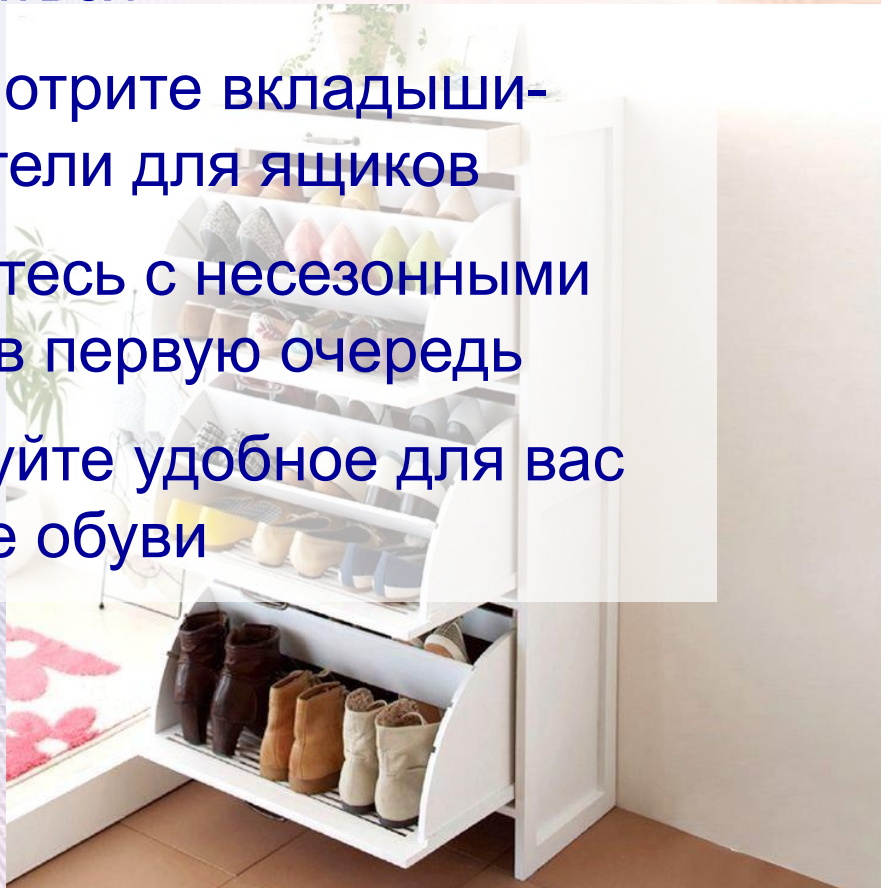 отрите вкладыши-
тели для ящиков
тесь с несезонными
в первую очередь
уйте удобное для вас
е обуви